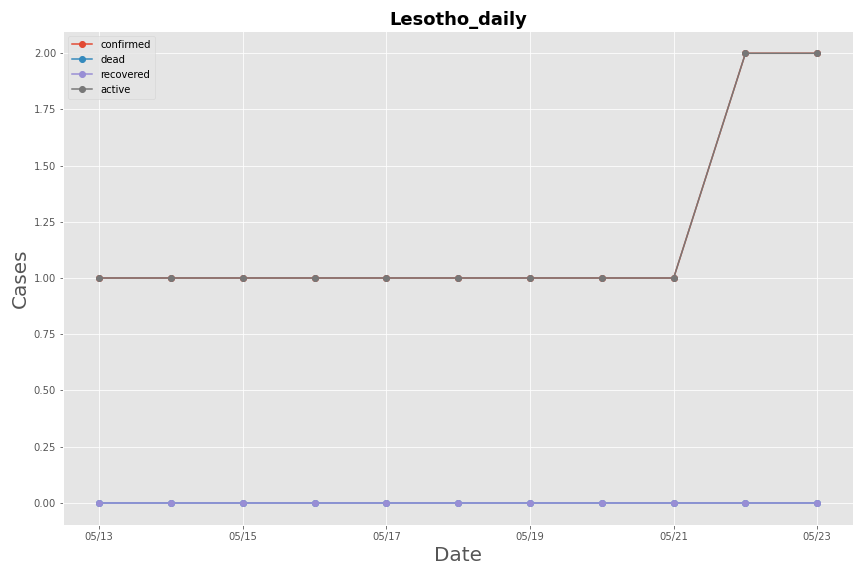 Lesotho_daily
confirmed
dead
recovered
active
2.00
1.75
1.50
1.25
1.00
0.75
0.50
0.25
0.00
Cases
05/13 05/15 05/17 05/19 05/21 05/23
Date